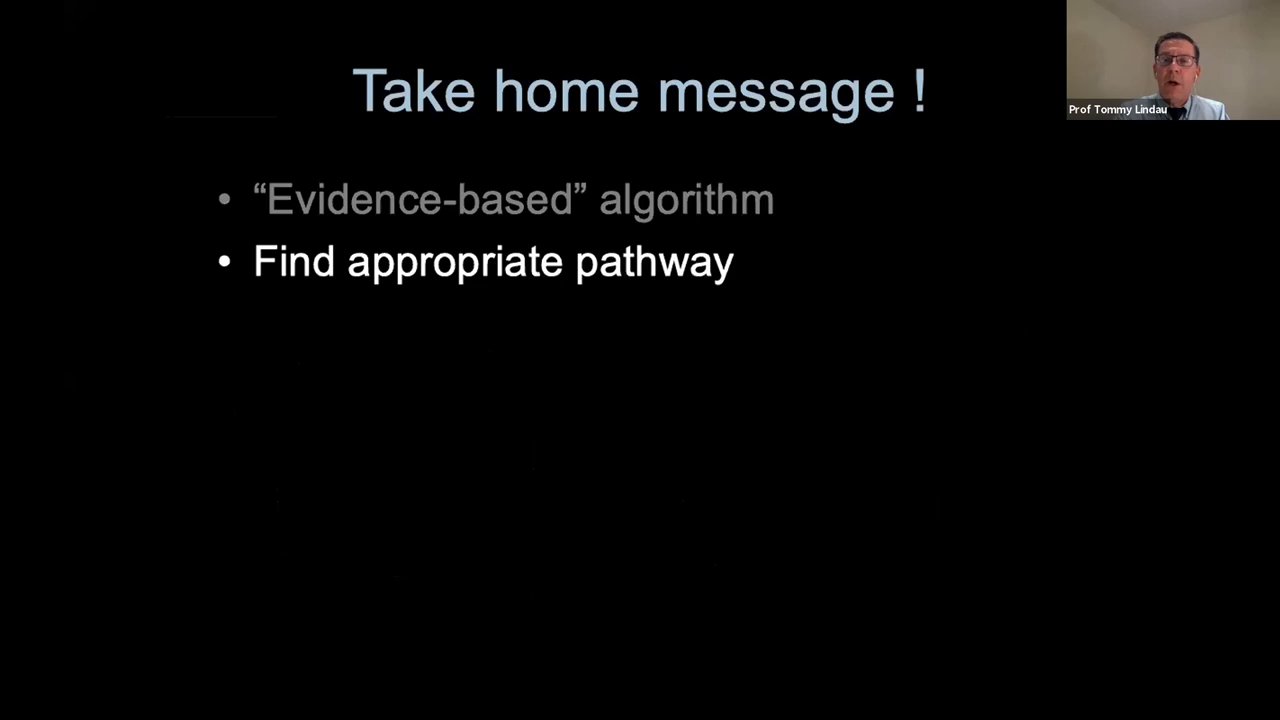 Take home message !
Prof Tommy Lindau
• “Evidence-based” algorithm
• Find appropriate pathway